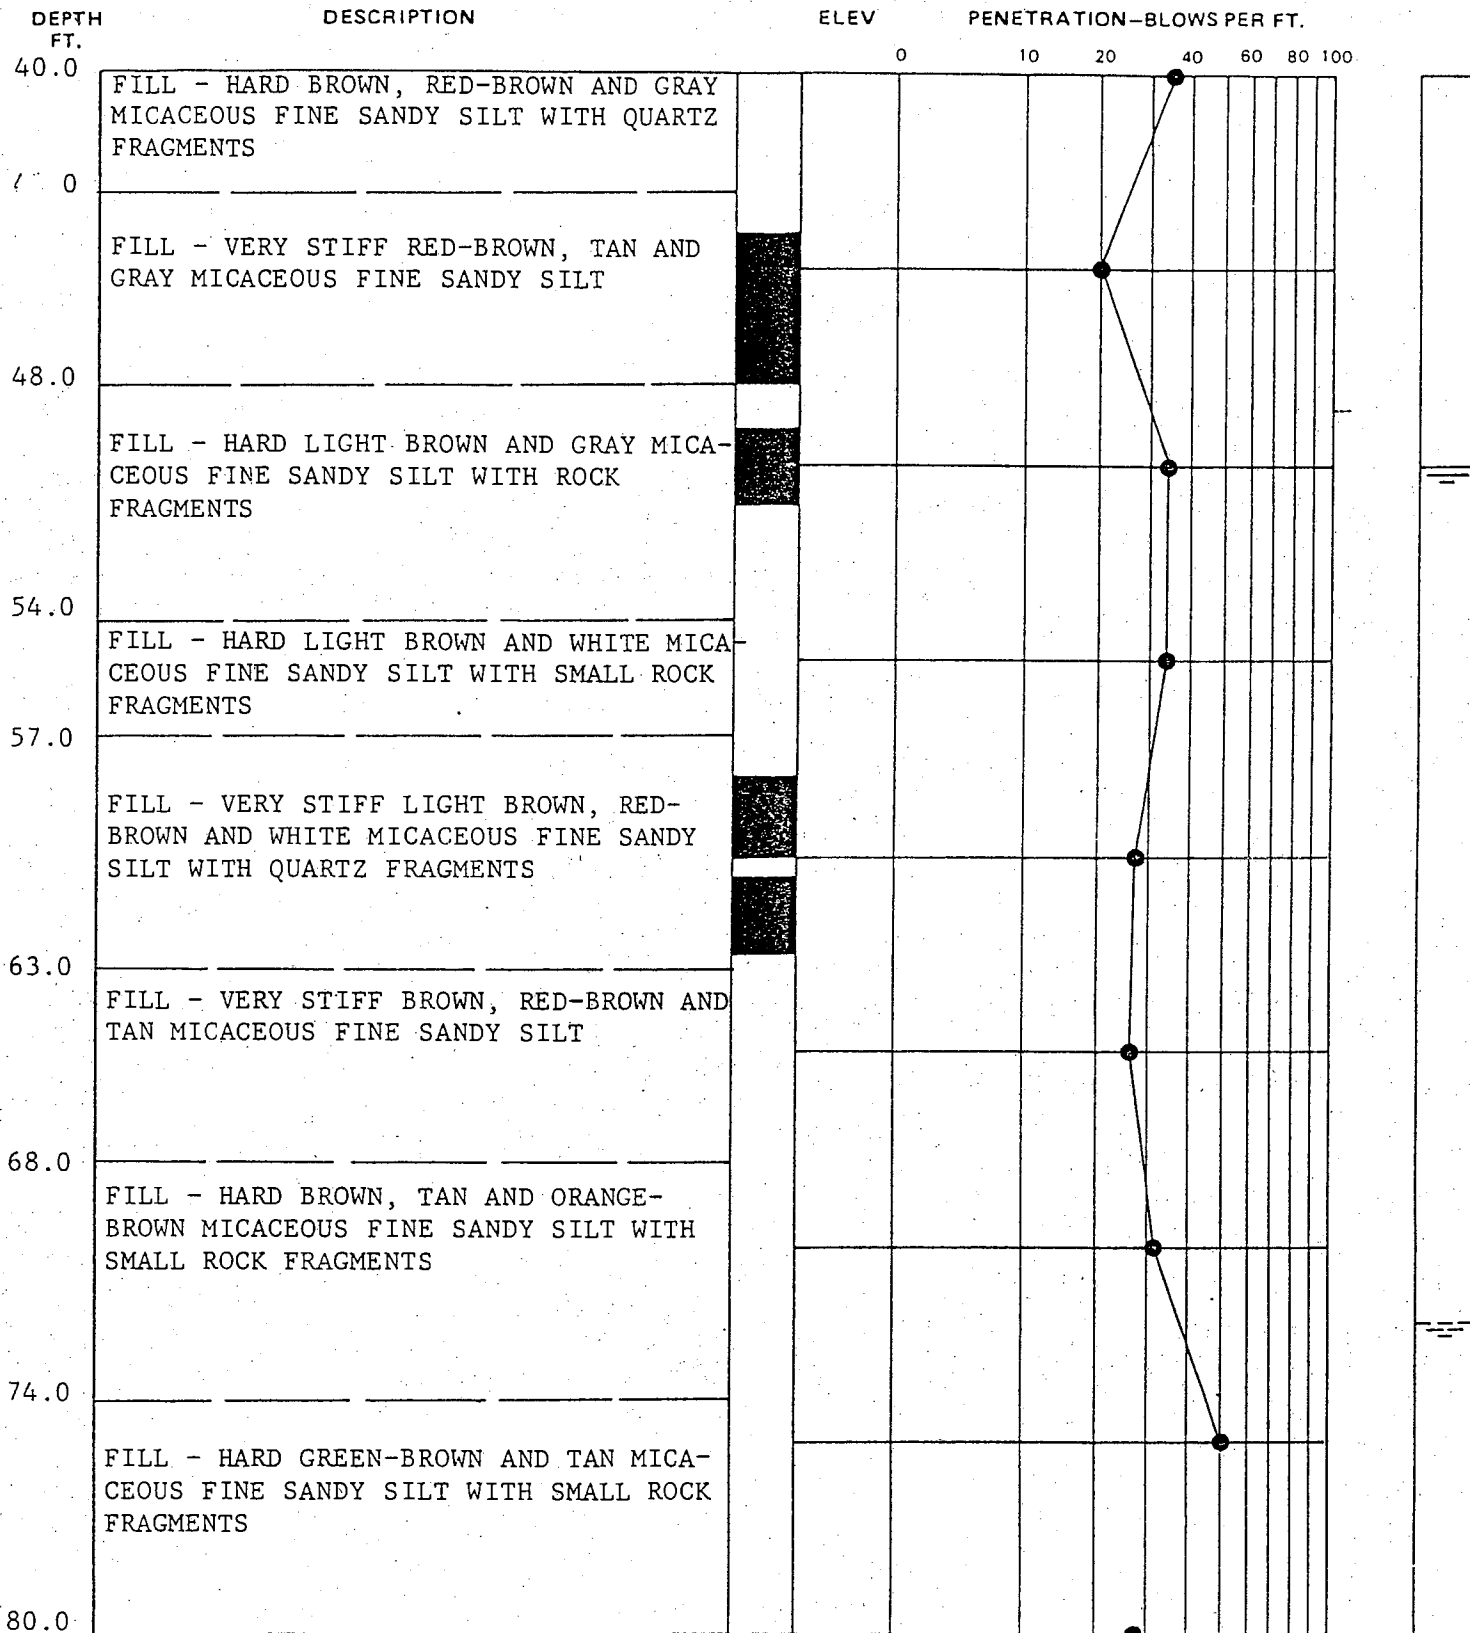 DEPTH FT. DESCRIPTION ELEV PENETRATION-BLOWS PER FT.
0 10 20 40 60 80 100
40.0
FILL - HARD BROWN, RED-BROWN AND GRAY
MICACEOUS FINE SANDY SILT WITH QUARTZ
FRAGMENTS
0
FILL - VERY STIFF RED-BROWN, TAN AND
GRAY MICACEOUS FINE SANDY SILT
48.0
FILL - HARD LIGHT BROWN AND GRAY MICA-
CEOUS FINE SANDY SILT WITH ROCK
FRAGMENTS
54.0
FILL - HARD LIGHT BROWN AND WHITE MICA-
CEOUS FINE SANDY SILT WITH SMALL ROCK
FRAGMENTS
57.0
FILL - VERY STIFF LIGHT BROWN, RED-
BROWN AND WHITE MICACEOUS FINE SANDY
SILT WITH QUARTZ FRAGMENTS
63.0
FILL - VERY STIFF BROWN, RED-BROWN AND
TAN MICACEOUS FINE SANDY SILT
68.0
FILL - HARD BROWN, TAN AND ORANGE-
BROWN MICACEOUS FINE SANDY SILT WITH
SMALL ROCK FRAGMENTS
74.0
FILL - HARD GREEN-BROWN AND TAN MICA-
CEOUS FINE SANDY SILT WITH SMALL ROCK
FRAGMENTS
80.0